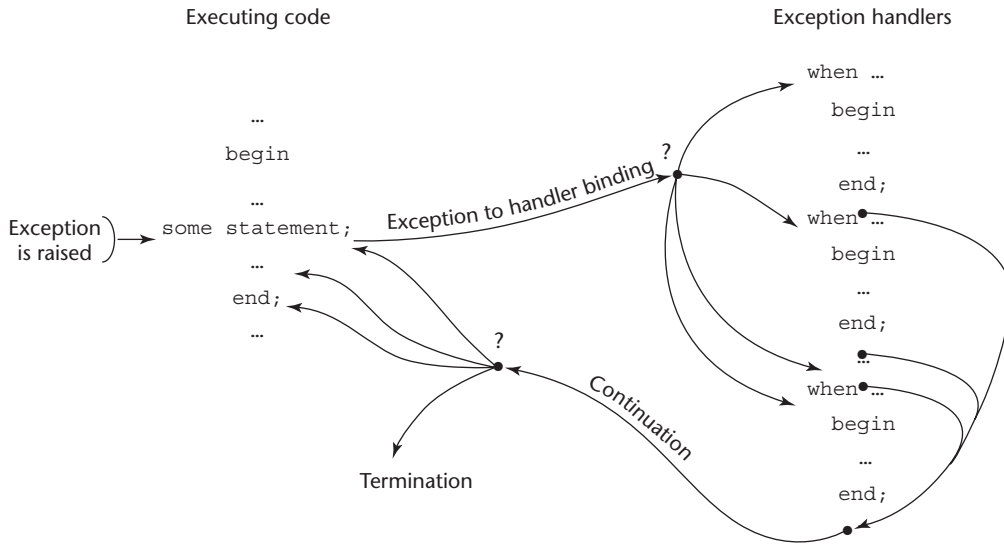 Executing code
...
begin
...
Exception
is raised
some statement;
...
end;
...
Exception to handler binding
?
Exception handlers
when ...
begin
...
end;
when ...
begin
...
end;
...
when ...
begin
...
end;
Continuation
?
Termination